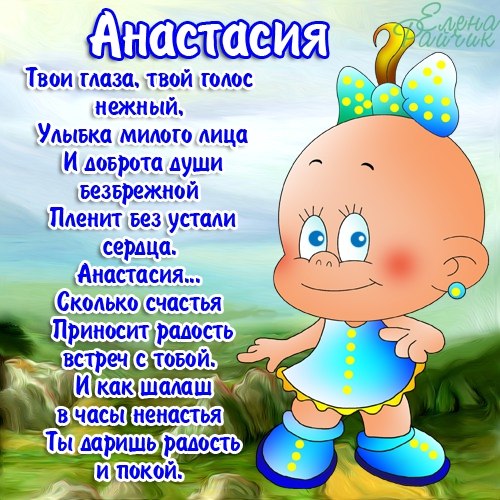 Елена
Райчик
Анастасия
Твои глаза, твой голос
нежный,
Улыбка милого лица
И доброта души
безбрежной
Пленит без устали
сердца.
Анастасия...
Сколько счастья
Приносит радость
встреч с тобой.
И как шалаш
в часы ненастья
Ты даришь радость
и покой.